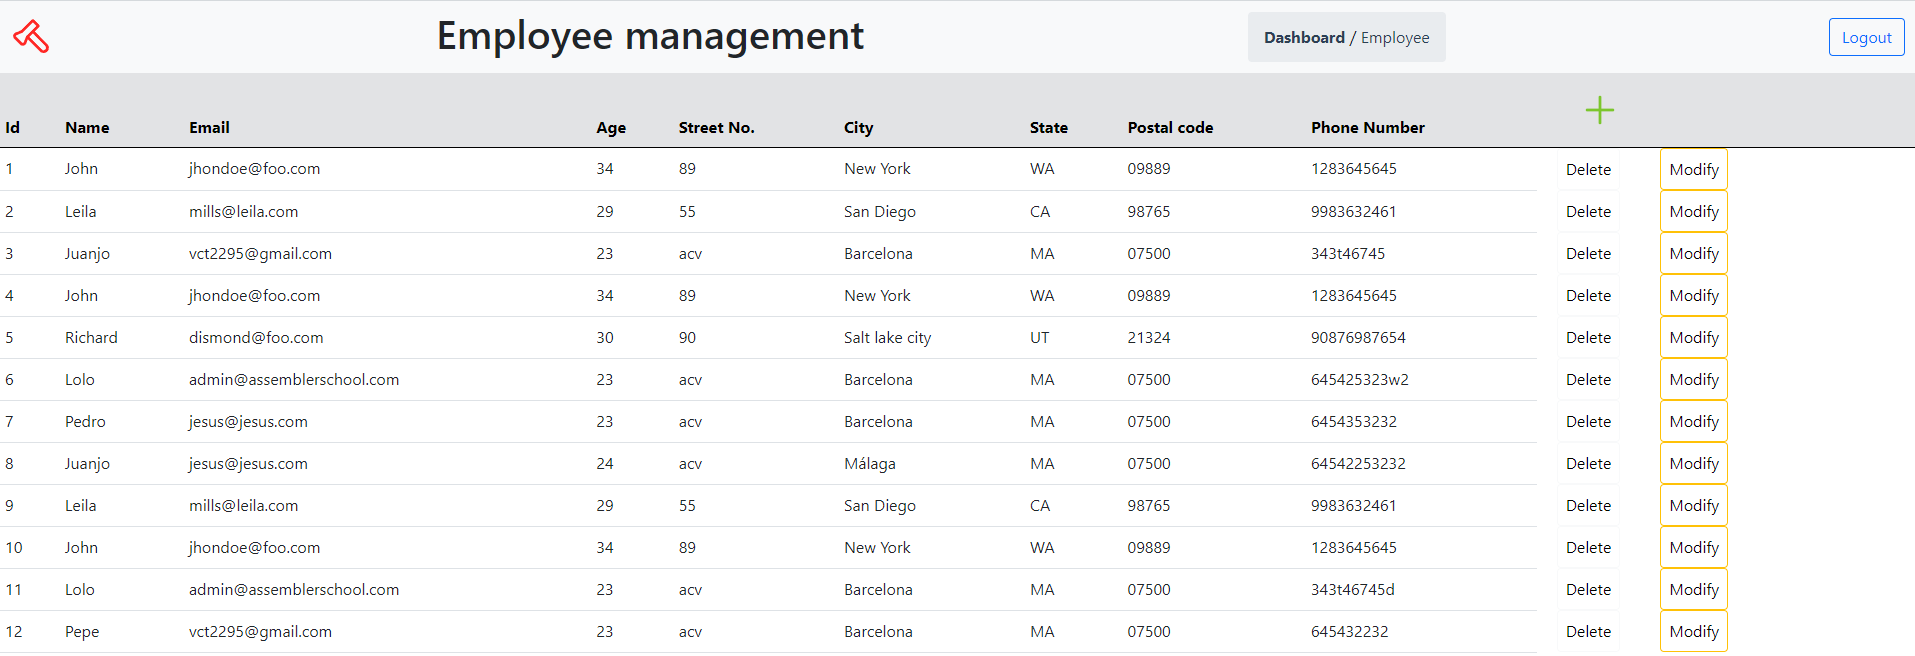 Employee management
Dashboard / Employee
Logout
Id Name Email Age Street No. City State Postal code Phone Number
1 John jhondoe@foo.com 34 89 New York WA 09889 1283645645 Delete Modify
2 Leila mills@leila.com 29 55 San Diego CA 98765 9983632461 Delete Modify
3 Juanjo vct2295@gmail.com 23 acv Barcelona MA 07500 343t46745 Delete Modify
4 John jhondoe@foo.com 34 89 New York WA 09889 1283645645 Delete Modify
5 Richard dismond@foo.com 30 90 Salt lake city UT 21324 90876987654 Delete Modify
6 Lolo admin@assemblerschool.com 23 acv Barcelona MA 07500 645425323w2 Delete Modify
7 Pedro jesus@jesus.com 23 acv Barcelona MA 07500 6454353232 Delete Modify
8 Juanjo jesus@jesus.com 24 acv Málaga MA 07500 64542253232 Delete Modify
9 Leila mills@leila.com 29 55 San Diego CA 98765 9983632461 Delete Modify
10 John jhondoe@foo.com 34 89 New York WA 09889 1283645645 Delete Modify
11 Lolo admin@assemblerschool.com 23 acv Barcelona MA 07500 343t46745d Delete Modify
12 Pepe vct2295@gmail.com 23 acv Barcelona MA 07500 645432232 Delete Modify